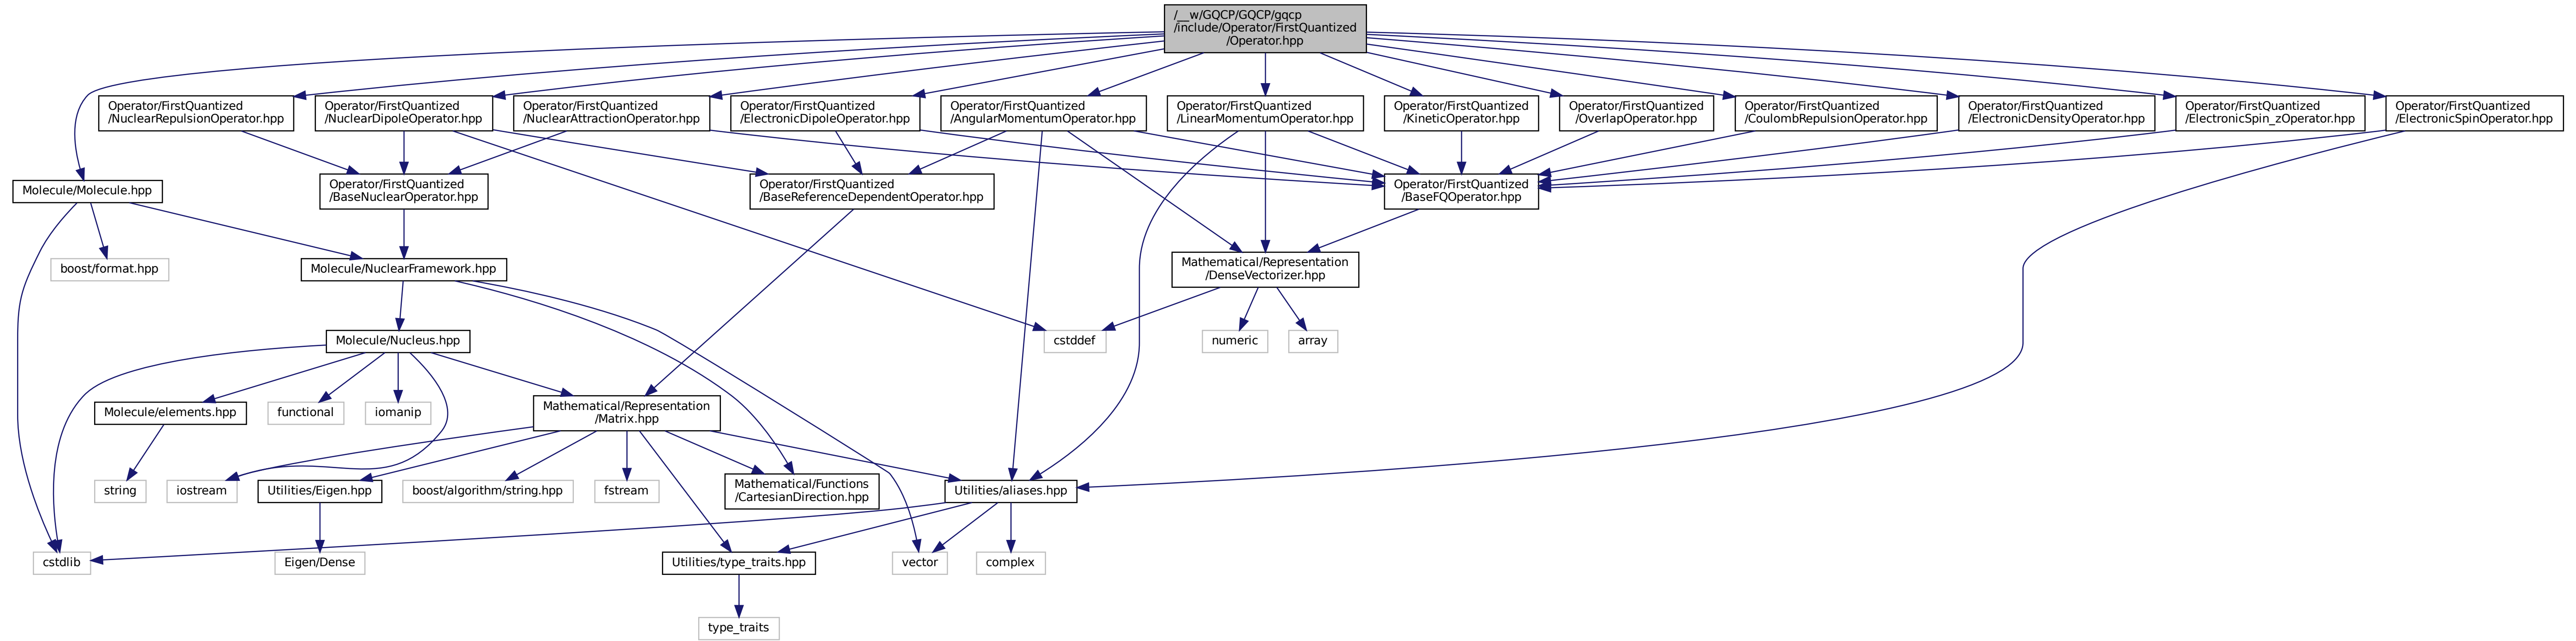 /__w/GQCP/GQCP/gqcp
/include/Operator/FirstQuantized
/Operator.hpp
Operator/FirstQuantized
/NuclearRepulsionOperator.hpp
Operator/FirstQuantized
/NuclearDipoleOperator.hpp
Operator/FirstQuantized
/NuclearAttractionOperator.hpp
Operator/FirstQuantized
/ElectronicDipoleOperator.hpp
Operator/FirstQuantized
/AngularMomentumOperator.hpp
Operator/FirstQuantized
/LinearMomentumOperator.hpp
Operator/FirstQuantized
/KineticOperator.hpp
Operator/FirstQuantized
/OverlapOperator.hpp
Operator/FirstQuantized
/CoulombRepulsionOperator.hpp
Operator/FirstQuantized
/ElectronicDensityOperator.hpp
Operator/FirstQuantized
/ElectronicSpin_zOperator.hpp
Operator/FirstQuantized
/ElectronicSpinOperator.hpp
Molecule/Molecule.hpp
Operator/FirstQuantized
/BaseNuclearOperator.hpp
Operator/FirstQuantized
/BaseReferenceDependentOperator.hpp
Operator/FirstQuantized
/BaseFQOperator.hpp
boost/format.hpp
Molecule/NuclearFramework.hpp
Mathematical/Representation
/DenseVectorizer.hpp
Molecule/Nucleus.hpp
cstddef
numeric
array
Molecule/elements.hpp
functional
iomanip
Mathematical/Representation
/Matrix.hpp
string
iostream
Utilities/Eigen.hpp
boost/algorithm/string.hpp
fstream
Mathematical/Functions
/CartesianDirection.hpp
Utilities/aliases.hpp
cstdlib
Eigen/Dense
Utilities/type_traits.hpp
vector
complex
type_traits